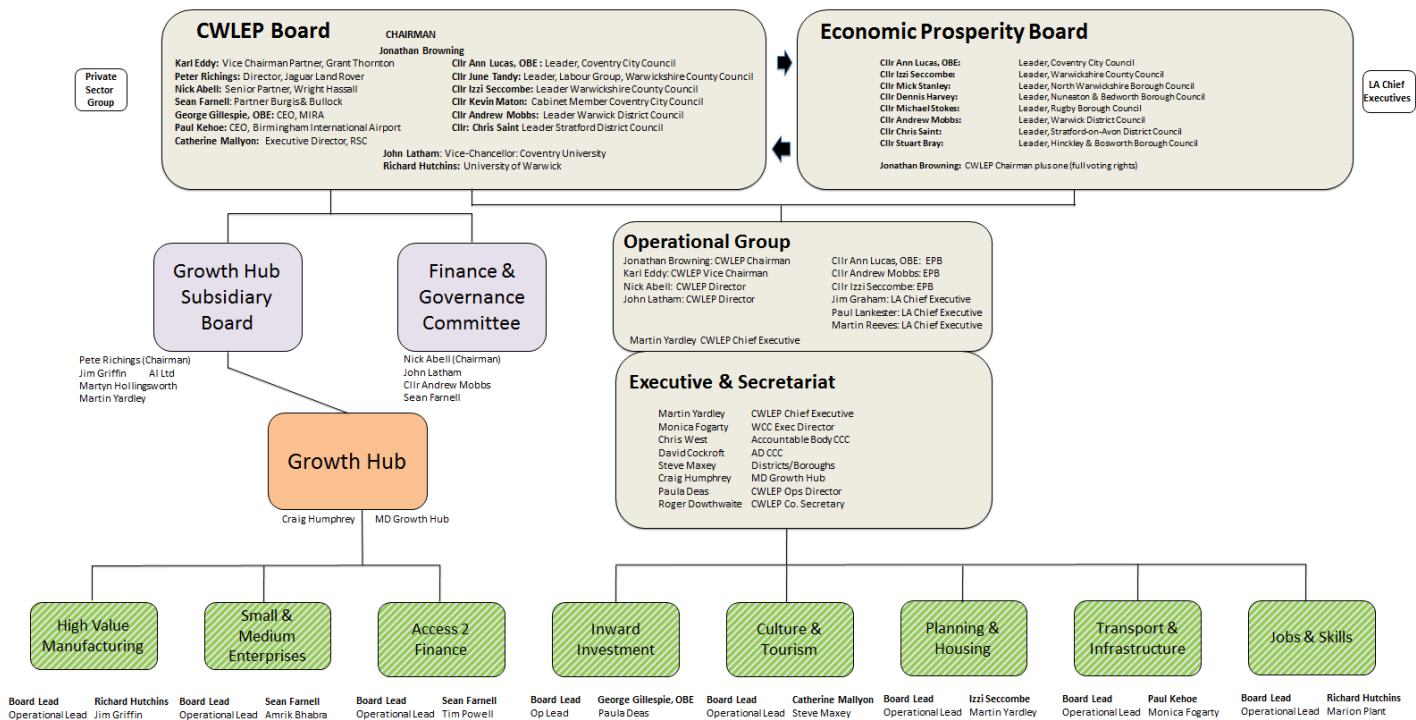 CWLEP Board
CHAIRMAN
Jonathan Browning
Karl Eddy: Vice Chairman Partner, Grant Thornton
Peter Richings: Director, Jaguar Land Rover
Nick Abell: Senior Partner, Wright Hassall
Sean Farnell: Partner Burgis & Bullock
George Gillespie, OBE: CEO, MIRA
Paul Kehoe: CEO, Birmingham International Airport
Catherine Mallyon: Executive Director, RSC
Cllr Ann Lucas, OBE : Leader, Coventry City Council
Cllr June Tandy: Leader, Labour Group, Warwickshire County Council
Cllr Izzi Seccombe: Leader Warwickshire County Council
Cllr Kevin Maton: Cabinet Member Coventry City Council
Cllr Andrew Mobbs: Leader Warwick District Council
Cllr: Chris Saint Leader Stratford District Council
John Latham: Vice-Chancellor: Coventry University
Richard Hutchins: University of Warwick
Private
Sector
Group
Economic Prosperity Board
Cllr Ann Lucas, OBE: Leader, Coventry City Council
Cllr Izzi Seccombe: Leader, Warwickshire County Council
Cllr Mick Stanley: Leader, North Warwickshire Borough Council
Cllr Dennis Harvey: Leader, Nuneaton & Bedworth Borough Council
Cllr Michael Stokes: Leader, Rugby Borough Council
Cllr Andrew Mobbs: Leader, Warwick District Council
Cllr Chris Saint: Leader, Stratford-on-Avon District Council
Cllr Stuart Bray: Leader, Hinckley & Bosworth Borough Council
Jonathan Browning: CWLEP Chairman plus one (full voting rights)
LA Chief
Executives
Growth Hub
Subsidiary
Board
Pete Richings (Chairman)
Jim Griffin AI Ltd
Martyn Hollingsworth
Martin Yardley
Finance &
Governance
Committee
Nick Abell (Chairman)
John Latham
Cllr Andrew Mobbs
Sean Farnell
Operational Group
Jonathan Browning: CWLEP Chairman
Karl Eddy: CWLEP Vice Chairman
Nick Abell: CWLEP Director
John Latham: CWLEP Director
Cllr Ann Lucas, OBE: EPB
Cllr Andrew Mobbs: EPB
Cllr Izzi Seccombe: EPB
Jim Graham: LA Chief Executive
Paul Lankester: LA Chief Executive
Martin Reeves: LA Chief Executive
Martin Yardley CWLEP Chief Executive
Executive & Secretariat
Martin Yardley CWLEP Chief Executive
Monica Fogarty WCC Exec Director
Chris West Accountable Body CCC
David Cockroft AD CCC
Steve Maxey Districts/Boroughs
Craig Humphrey MD Growth Hub
Paula Deas CWLEP Ops Director
Roger Dowthwaite CWLEP Co. Secretary
Growth Hub
Craig Humphrey MD Growth Hub
High Value
Manufacturing
Board Lead Richard Hutchins
Operational Lead Jim Griffin
Small &
Medium
Enterprises
Board Lead Sean Farnell
Operational Lead Amrik Bhabra
Access 2
Finance
Board Lead Sean Farnell
Operational Lead Tim Powell
Inward
Investment
Board Lead George Gillespie, OBE
Op Lead Paula Deas
Culture &
Tourism
Board Lead Catherine Mallyon
Operational Lead Steve Maxey
Planning &
Housing
Board Lead Izzi Seccombe
Operational Lead Martin Yardley
Transport &
Infrastructure
Board Lead Paul Kehoe
Operational Lead Monica Fogarty
Jobs & Skills
Board Lead Richard Hutchins
Operational Lead Marion Plant